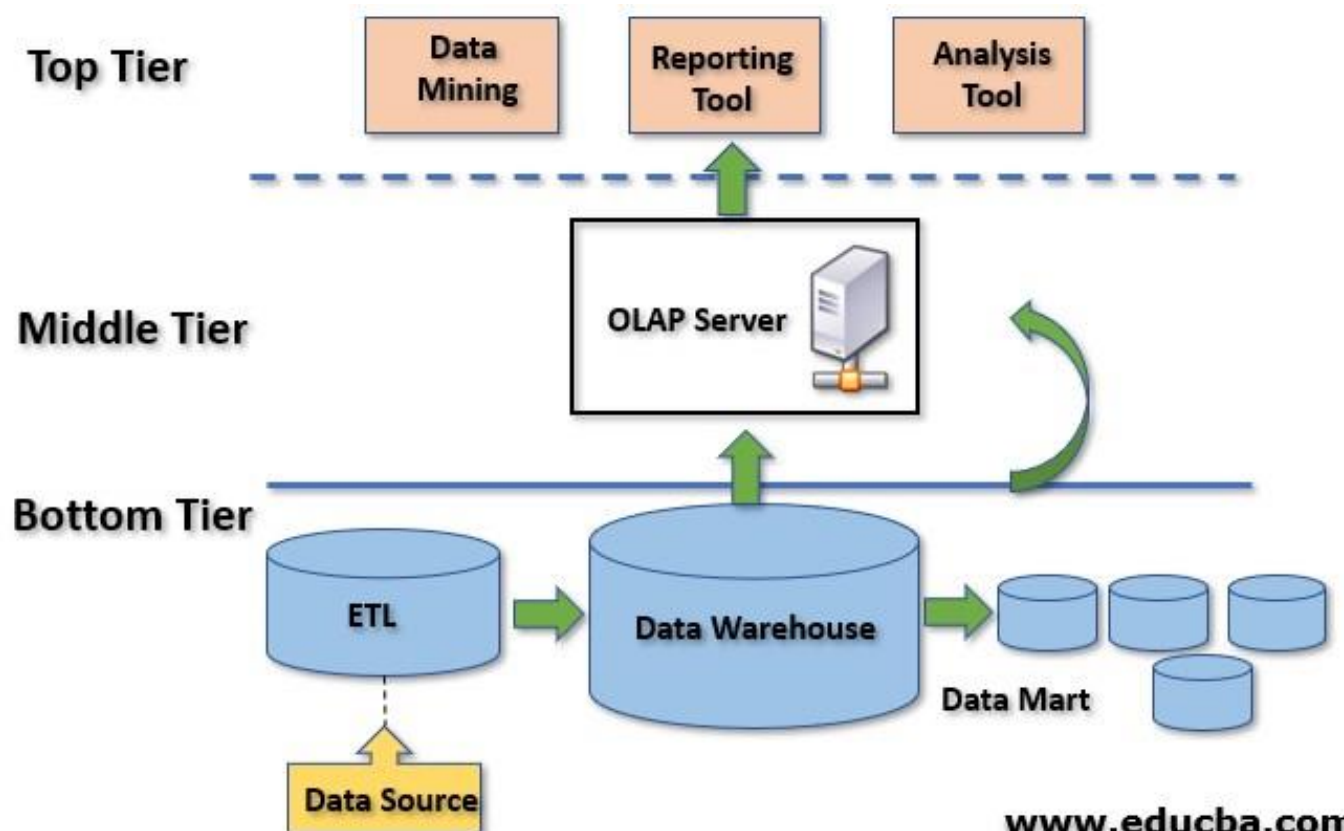 Top Tier
Data
Mining
Reporting
Tool
Analysis
Tool
Middle Tier
OLAP Server
Bottom Tier
ETL
Data Warehouse
Data Mart
Data Source
www.educba.com